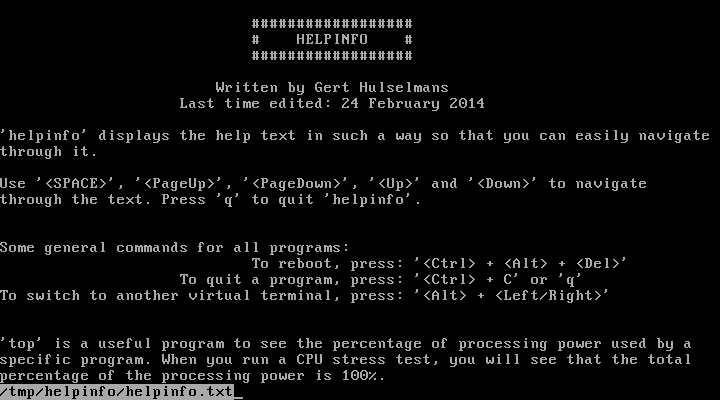 ##################
#    HELPINFO    #
##################
Written by Gert Hulselmans
Last time edited: 24 February 2014
'helpinfo' displays the help text in such a way so that you can easily navigate
through it.
Use '<SPACE>', '<PageUp>', '<PageDown>', '<Up>' and '<Down>' to navigate
through the text. Press 'q' to quit 'helpinfo'.
Some general commands for all programs:
To reboot, press: '<Ctrl> + <Alt> + <Del>'
To quit a program, press: '<Ctrl> + C' or 'q'
To switch to another virtual terminal, press: '<Alt> + <Left/Right>'
'top' is a useful program to see the percentage of processing power used by a
specific program. When you run a CPU stress test, you will see that the total
percentage of the processing power is 100%.
/tmp/helpinfo/helpinfo.txt